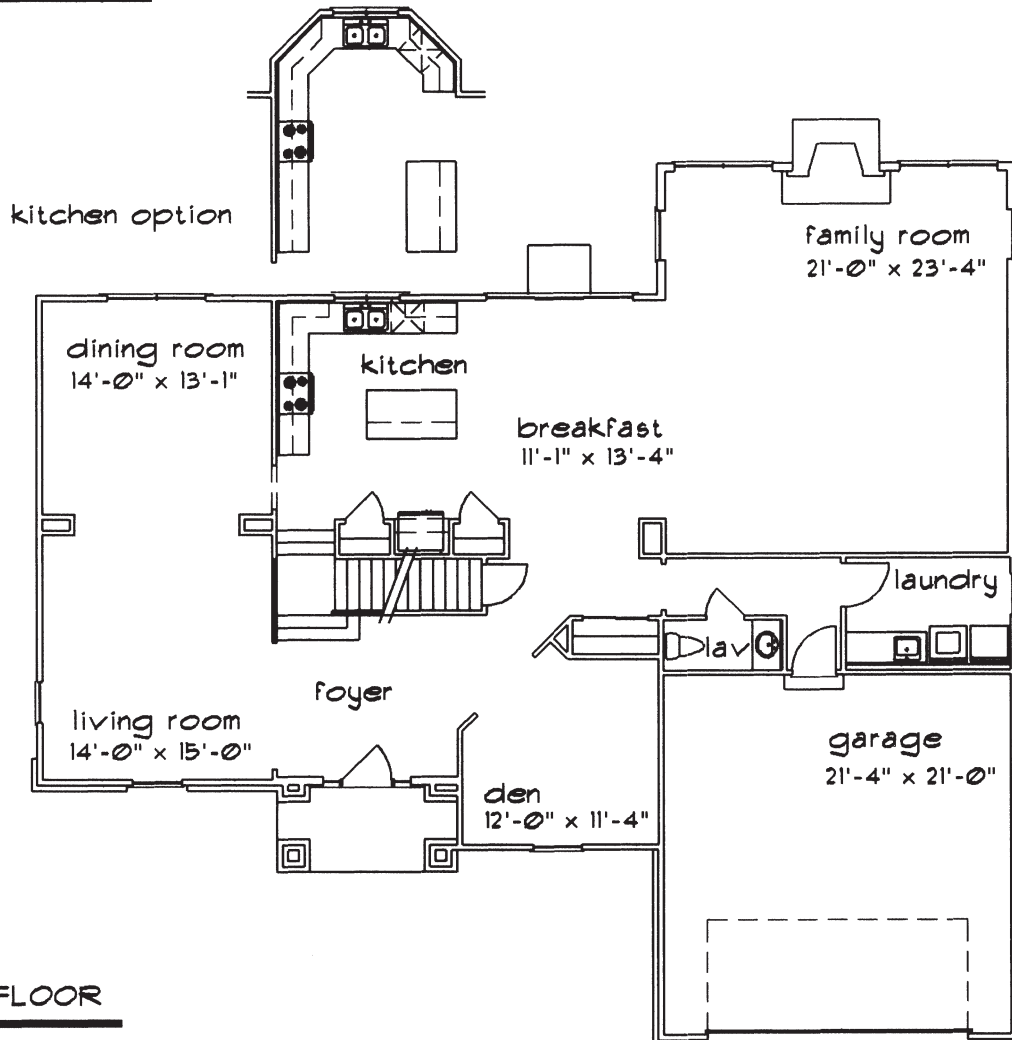 kitchen option
family room
21'-0" x 23'-4"
dining room
14'-0" x 13'-1"
kitchen
breakfast
11'-1" x 13'-4"
laundry
lav
foyer
living room
14'-0" x 15'-0"
garage
21'-4" x 21'-0"
den
12'-0" x 11'-4"
FLOOR